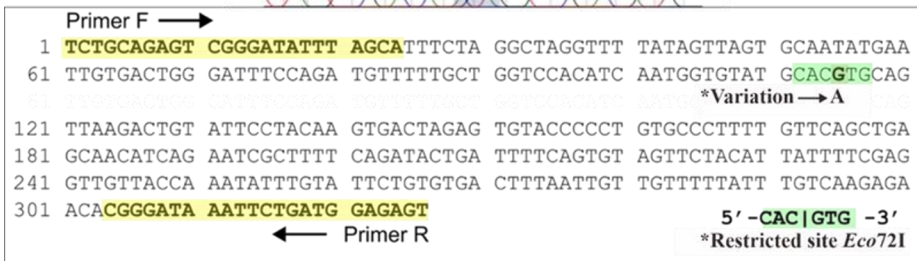 Primer F
1 TCTGCAGAGT CGGGATATTT AGCATTTCTA GGCTAGGTTT TATAGTTAGT GCAATATGAA
61 TTGTGACTGG GATTTCCAGA TGTTTTTGCT GGTCCACATC AATGGTGTAT GCACGTGCAG
*Variation → A
121 TTAAGACTGT ATTCCTACAA GTGACTAGAG TGTACCCCCT GTGCCCTTTT GTTCAGCTGA
181 GCAACATCAG AATCGCTTTT CAGATACTGA TTTTCAGTGT AGTTCTACAT TATTTTCGAG
241 GTTGTTACCA AATATTTGTA TTCTGTGTGA CTTTAATTGT TGTTTTTATT TGTCAAGAGA
301 ACACGGGATA AATTCTGATG GAGAGT
5’-CAC|GTG -3’
Primer R
*Restricted site Eco72I